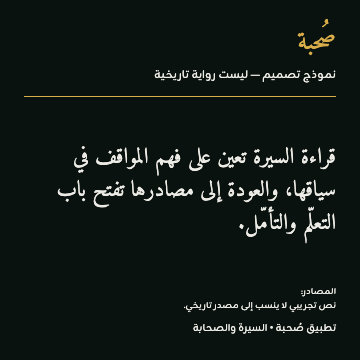 صُحبة
نموذج تصميم — ليست رواية تاريخية
قراءة السيرة تعين على فهم المواقف في
سياقها، والعودة إلى مصادرها تفتح باب
التعلّم والتأمّل.
المصادر:
نص تجريبي لا ينسب إلى مصدر تاريخي.
تطبيق صُحبة • السيرة والصحابة